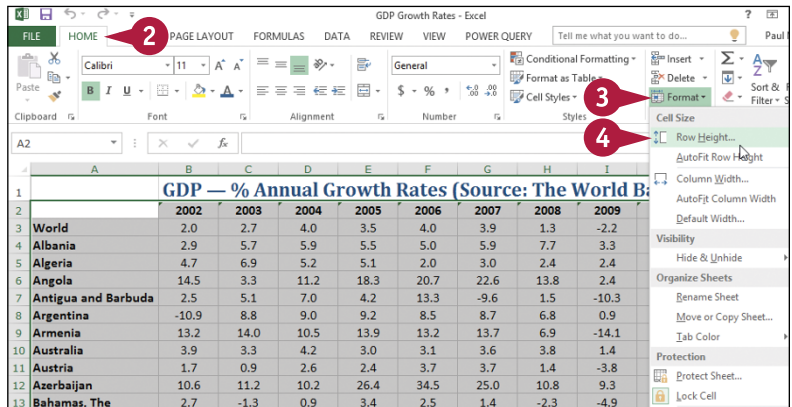 GDP Growth Rates - Excel ?
FILE HOME 2 PAGE LAYOUT FORMULAS DATA REVIEW VIEW POWER QUERY Tell me what you want to do... Paul
Calibri 11 A A General Conditional Formatting Insert Σ A Z
Paste B I U A $ % , .00 Format as Table Delete Sort &
Cell Styles 3 Format Filter
Clipboard Font Alignment Number Styles
Cell Size
4 Row Height...
A2 fx AutoFit Row Height
A B C D E F G H I Column Width...
1 GDP — % Annual Growth Rates (Source: The World AutoFit Column Width
2 2002 2003 2004 2005 2006 2007 2008 2009 Default Width...
3 World 2.0 2.7 4.0 3.5 4.0 3.9 1.3 -2.2 Visibility
4 Albania 2.9 5.7 5.9 5.5 5.0 5.9 7.7 3.3 Hide & Unhide
5 Algeria 4.7 6.9 5.2 5.1 2.0 3.0 2.4 2.4 Organize Sheets
6 Angola 14.5 3.3 11.2 18.3 20.7 22.6 13.8 2.4 Rename Sheet
7 Antigua and Barbuda 2.5 5.1 7.0 4.2 13.3 -9.6 1.5 -10.3
8 Argentina -10.9 8.8 9.0 9.2 8.5 8.7 6.8 0.9 Move or Copy Sheet...
9 Armenia 13.2 14.0 10.5 13.9 13.2 13.7 6.9 -14.1 Tab Color
10 Australia 3.9 3.3 4.2 3.0 3.1 3.6 3.8 1.4 Protection
11 Austria 1.7 0.9 2.6 2.4 3.7 3.7 1.4 -3.8 Protect Sheet...
12 Azerbaijan 10.6 11.2 10.2 26.4 34.5 25.0 10.8 9.3 Lock Cell
13 Bahamas, The 2.7 -1.3 0.9 3.4 2.5 1.4 -2.3 -4.9